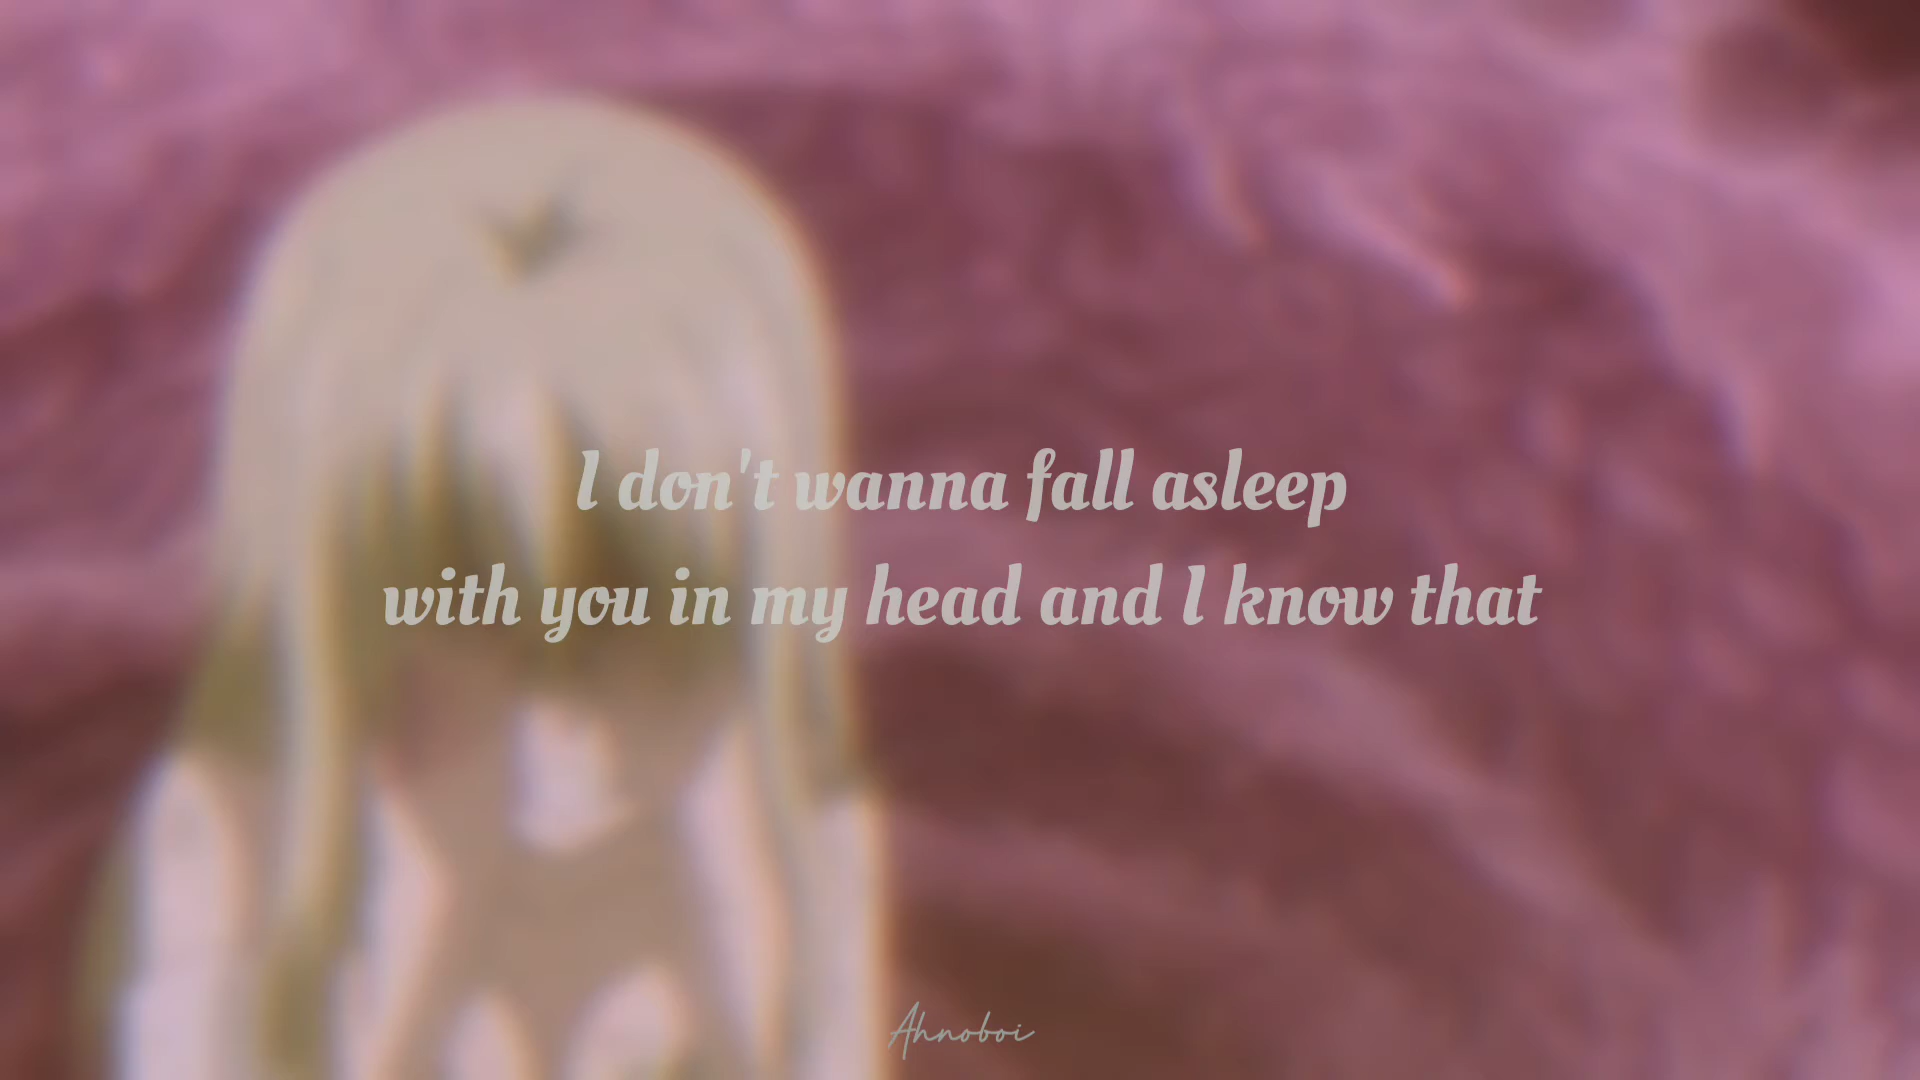 I don't wanna fall asleep
with you in my head and I know that
Ahnoboi